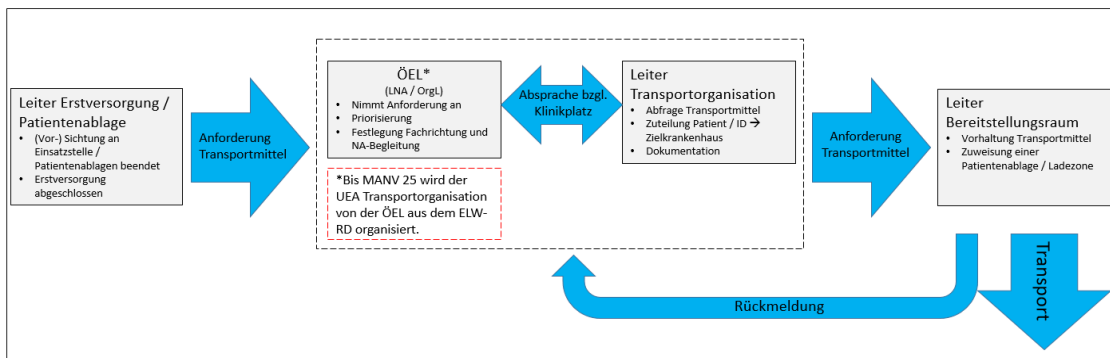 Leiter Erstversorgung /
Patientenablage
• (Vor-) Sichtung an
Einsatzstelle /
Patientenablagen beendet
• Erstversorgung
abgeschlossen
Anforderung
Transportmittel
ÖEL*
(LNA / OrgL)
• Nimmt Anforderung an
• Priorisierung
• Festlegung Fachrichtung und
NA-Begleitung
*Bis MANV 25 wird der
UEA Transportorganisation
von der ÖEL aus dem ELW-
RD organisiert.
Absprache bzgl.
Klinikplatz
Leiter
Transportorganisation
• Abfrage Transportmittel
• Zuteilung Patient / ID →
Zielkrankenhaus
• Dokumentation
Anforderung
Transportmittel
Leiter
Bereitstellungsraum
• Vorhaltung Transportmittel
• Zuweisung einer
Patientenablage / Ladezone
Transport
Rückmeldung